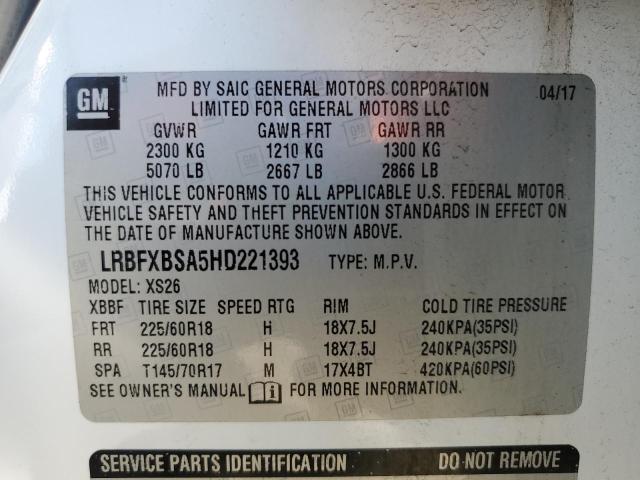 GM
MFD BY SAIC GENERAL MOTORS CORPORATION 04/17
LIMITED FOR GENERAL MOTORS LLC
GVWR GAWR FRT GAWR RR
2300 KG 1210 KG 1300 KG
5070 LB 2667 LB 2866 LB
THIS VEHICLE CONFORMS TO ALL APPLICABLE U.S. FEDERAL MOTOR
VEHICLE SAFETY AND THEFT PREVENTION STANDARDS IN EFFECT ON
THE DATE OF MANUFACTURE SHOWN ABOVE.
LRBFXBSA5HD221393 TYPE: M.P.V.
MODEL: XS26
XBBF TIRE SIZE SPEED RTG RIM COLD TIRE PRESSURE
FRT 225/60R18 H 18X7.5J 240KPA(35PSI)
RR 225/60R18 H 18X7.5J 240KPA(35PSI)
SPA T145/70R17 M 17X4BT 420KPA(60PSI)
SEE OWNER'S MANUAL FOR MORE INFORMATION.
SERVICE PARTS IDENTIFICATION DO NOT REMOVE